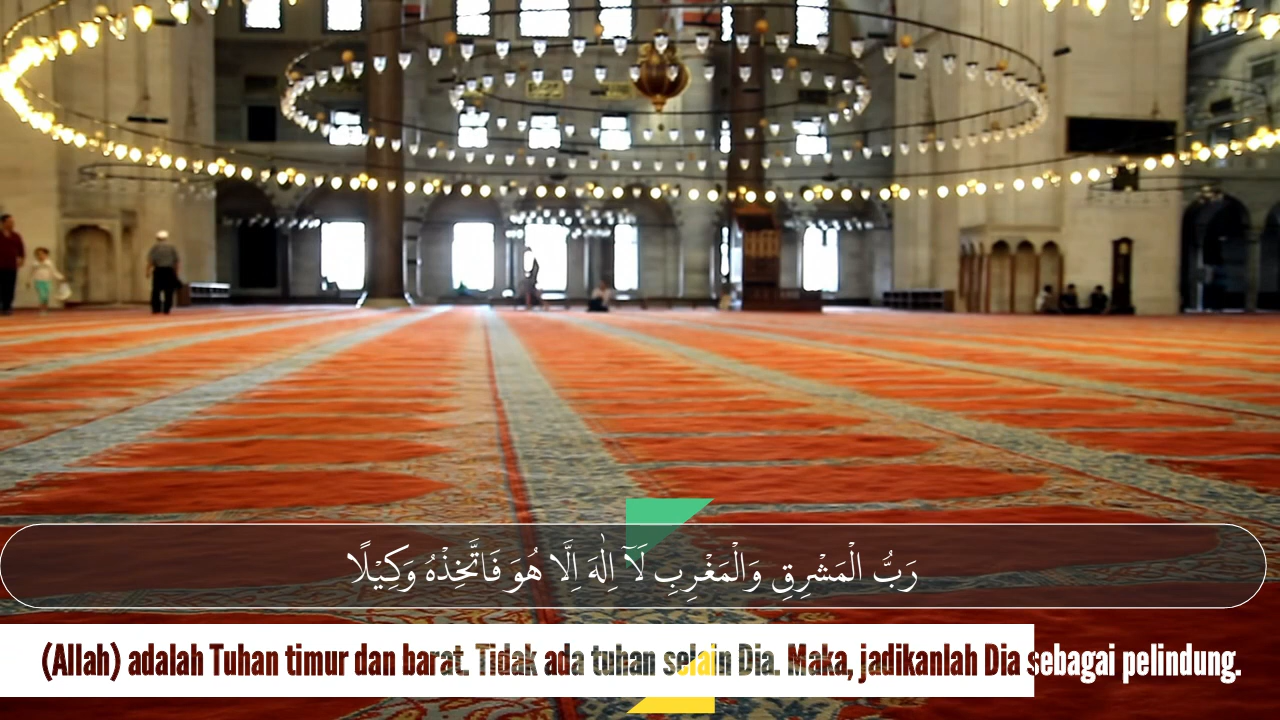 رَبُّ الْمَشْرِقِ وَالْمَغْرِبِ لَآ اِلٰهَ اِلَّا هُوَ فَاتَّخِذْهُ وَكِيْلًا
(Allah) adalah Tuhan timur dan barat. Tidak ada tuhan selain Dia. Maka, jadikanlah Dia sebagai pelindung.